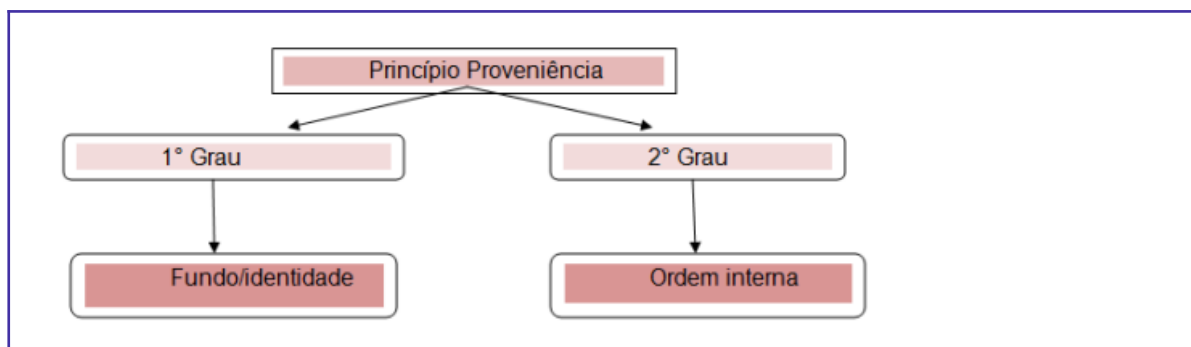 Princípio Proveniência
1° Grau
2° Grau
Fundo/identidade
Ordem interna